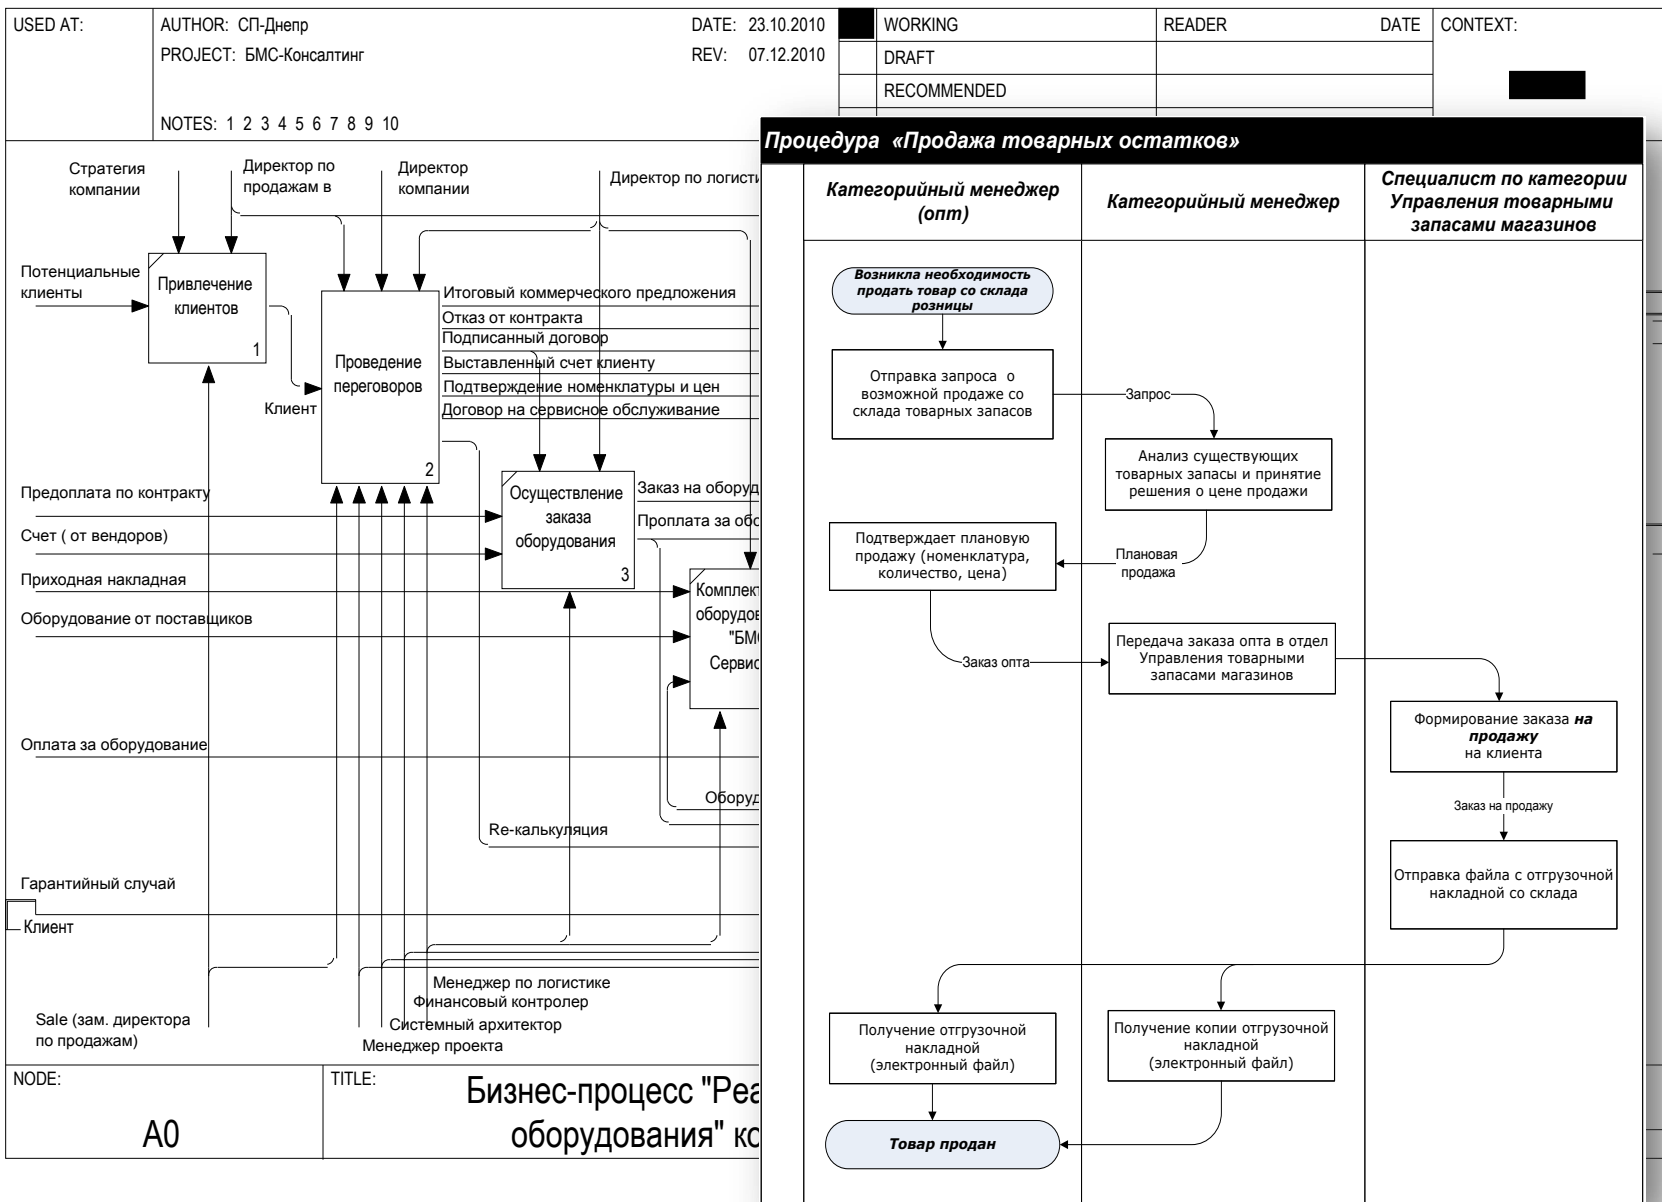 USED AT:
AUTHOR: СП-Днепр
DATE: 23.10.2010
PROJECT: БМС-Консалтинг
REV: 07.12.2010
NOTES: 1 2 3 4 5 6 7 8 9 10
WORKING
DRAFT
RECOMMENDED
READER
DATE
CONTEXT:
Стратегия
компании
Директор по
продажам в
Директор
компании
Директор по
Потенциальные
клиенты
Привлечение
клиентов
1
Клиент
Проведение
переговоров
2
Итоговый коммерческого предложения
Отказ от контракта
Подписанный договор
Выставленный счет клиенту
Подтверждение номенклатуры и цен
Договор на сервисное обслуживание
Предоплата по контракту
Счет ( от вендоров)
Приходная накладная
Оборудование от поставщиков
Осуществление
заказа
оборудования
3
Заказ на
Проплата за
Оплата за оборудование
Re-калькуляция
Гарантийный случай
Клиент
Менеджер по логистике
Финансовый контролер
Системный архитектор
Менеджер проекта
Sale (зам. директора
по продажам)
NODE:
A0
TITLE:
Бизнес-процесс
оборудования"
Процедура «Продажа товарных остатков»
Категорийный менеджер
(опт)
Категорийный менеджер
Специалист по категории
Управления товарными
запасами магазинов
Возникла необходимость
продать товар со склада
розницы
Отправка запроса о
возможной продаже со
склада товарных запасов
Запрос
Анализ существующих
товарных запасы и принятие
решения о цене продажи
Плановая
продажа
Подтверждает плановую
продажу (номенклатура,
количество, цена)
Заказ опта
Передача заказа опта в отдел
Управления товарными
запасами магазинов
Формирование заказа на
продажу
на клиента
Заказ на продажу
Отправка файла с отгрузочной
накладной со склада
Получение отгрузочной
накладной
(электронный файл)
Получение копии отгрузочной
накладной
(электронный файл)
Товар продан